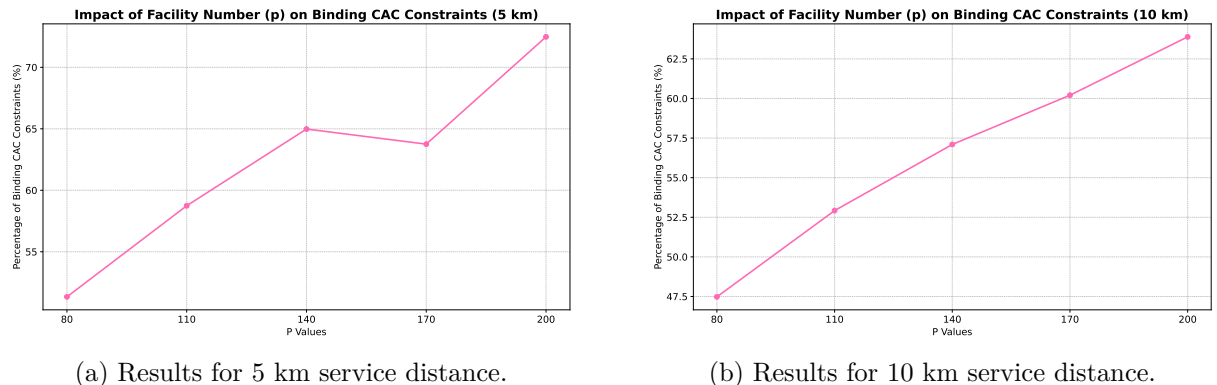 Impact of Facility Number (p) on Binding CAC Constraints (5 km)
Percentage of Binding CAC Constraints (%)
70
65
60
55
80 110 140 170 200
P Values
(a) Results for 5 km service distance.
Impact of Facility Number (p) on Binding CAC Constraints (10 km)
Percentage of Binding CAC Constraints (%)
62.5
60.0
57.5
55.0
52.5
50.0
47.5
80 110 140 170 200
P Values
(b) Results for 10 km service distance.